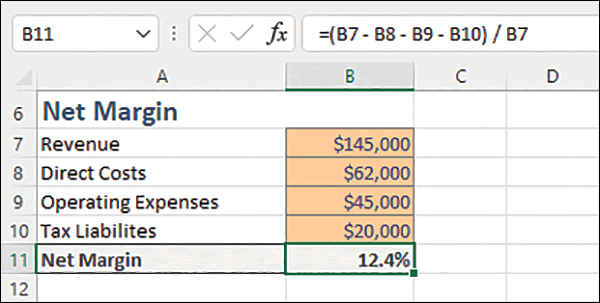 B11 fx =(B7 - B8 - B9 - B10) / B7
A B C D
6 Net Margin
7 Revenue $145,000
8 Direct Costs $62,000
9 Operating Expenses $45,000
10 Tax Liabilites $20,000
11 Net Margin 12.4%
12